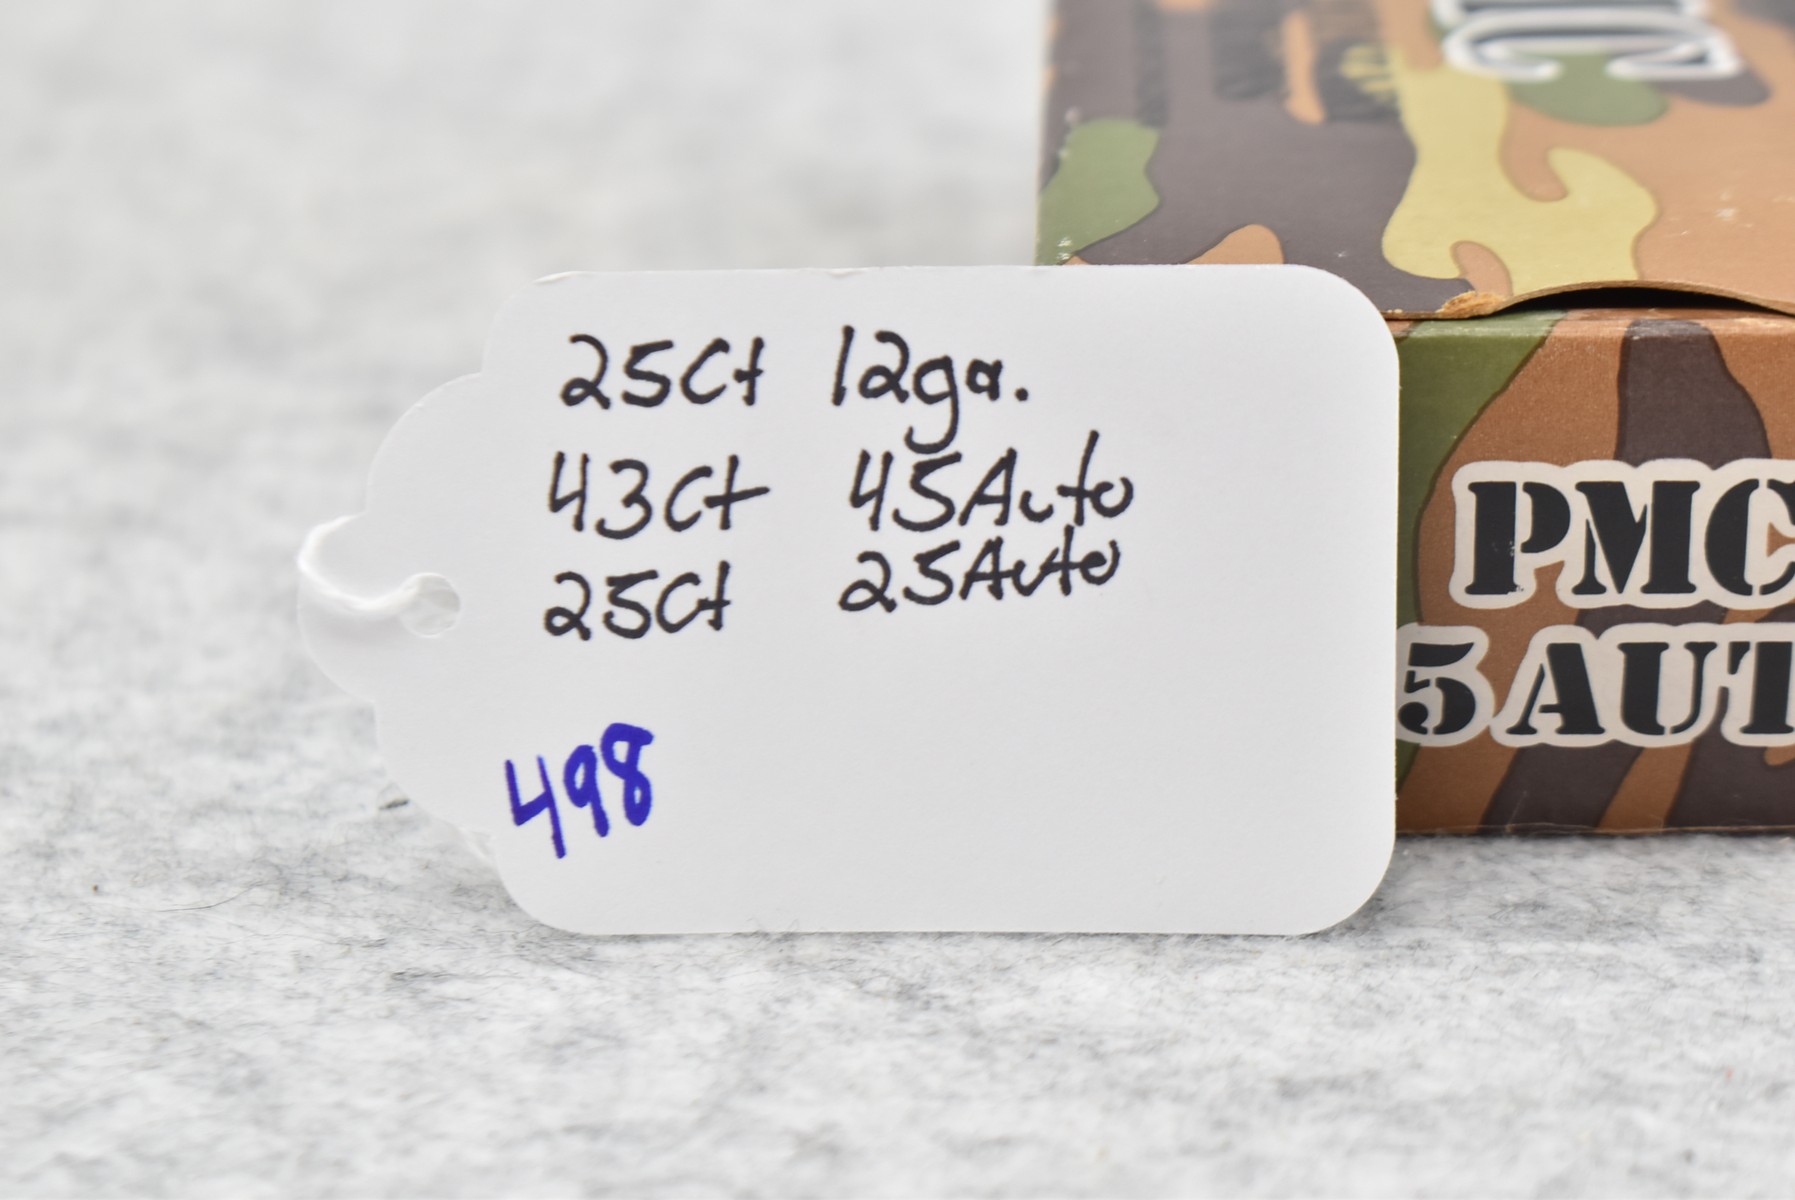 25Ct 12ga.
43Ct 45Auto
25Ct 25Auto
498
PMC
5 AUT